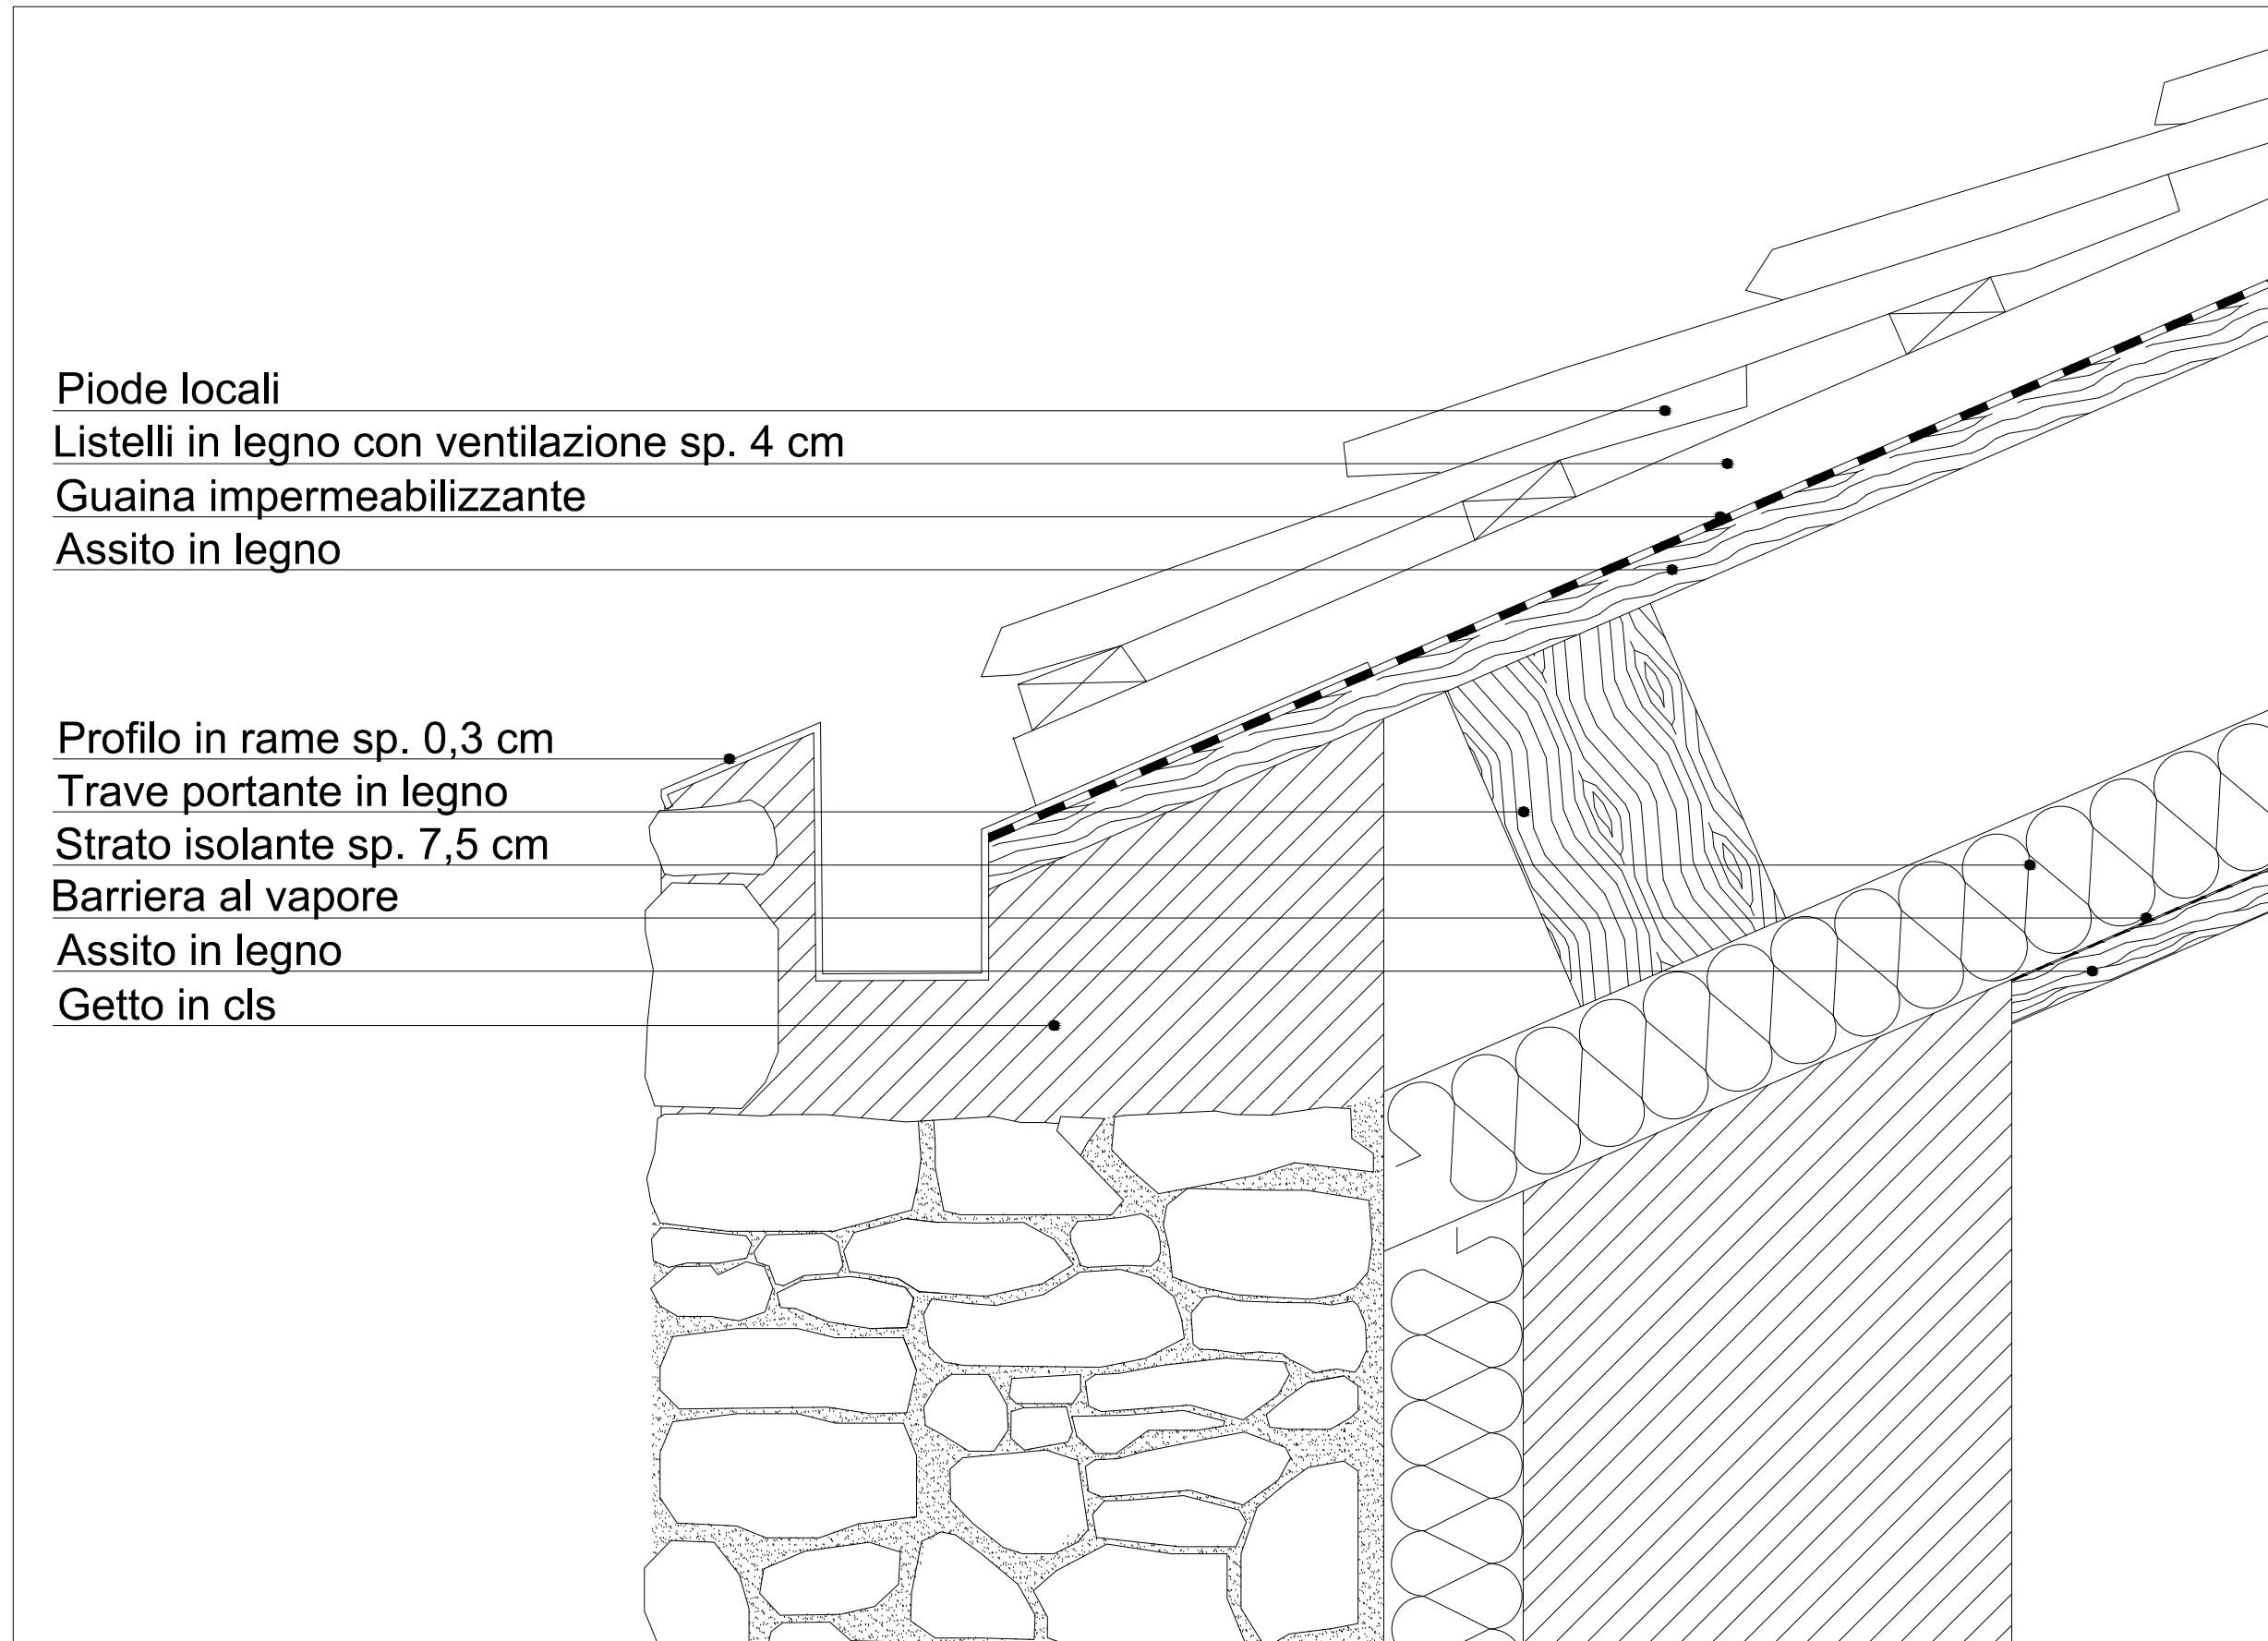 Piode locali
Listelli in legno con ventilazione sp. 4 cm
Guaina impermeabilizzante
Assito in legno
Profilo in rame sp. 0,3 cm
Trave portante in legno
Strato isolante sp. 7,5 cm
Barriera al vapore
Assito in legno
Getto in cls